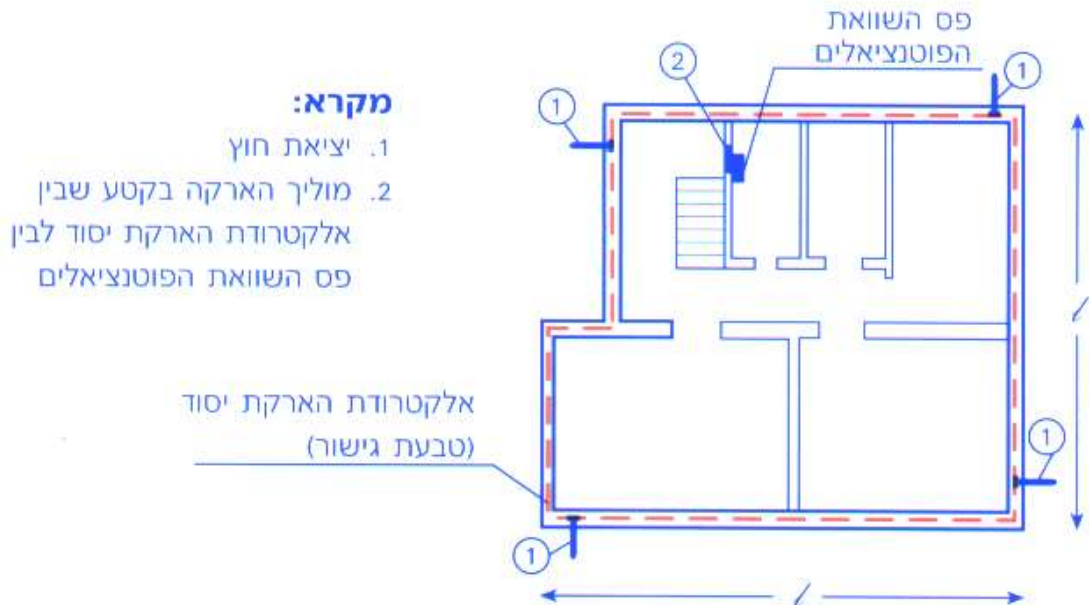 פס השוואת
הפוטנציאלים
2
1
1
מקרא:
1. יציאת חוץ
2. מוליך הארקה בקטע שבין
אלקטרודת הארקת יסוד לבין
פס השוואת הפוטנציאלים
l
אלקטרודת הארקת יסוד
(טבעת גישור)
1
1
l